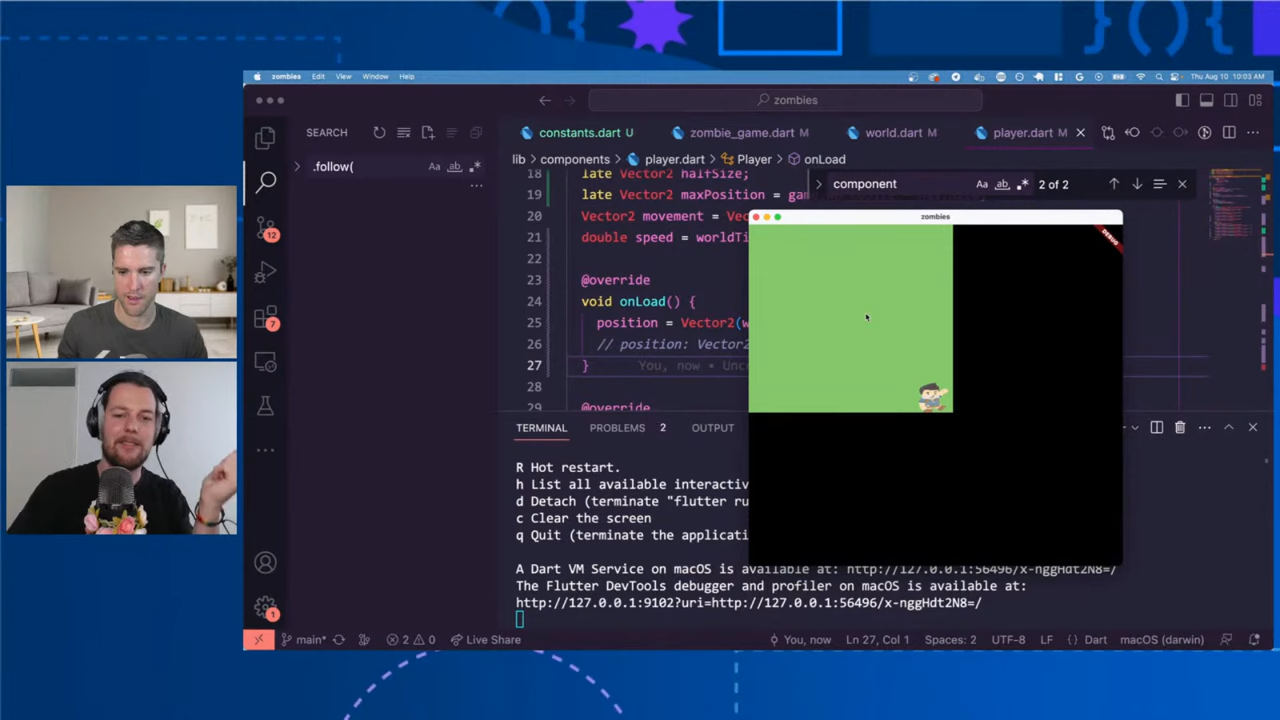 zombies Edit View Window Help
Thu Aug 10 10:03 AM
zombies
SEARCH
constants.dart U
zombie_game.dart M
world.dart M
player.dart M
.follow(
Aa ab .*
lib > components > player.dart > Player > onLoad
component
Aa ab .*
2 of 2
18 late Vector2 halfSize;
19 late Vector2 maxPosition =
20 Vector2 movement =
21 double speed =
22
23 @override
24 void onLoad() {
25 position = Vector2(
26 // position: Vector2
27 } You, now •
28
29 @override
zombies
DEBUG
12
7
1
TERMINAL
PROBLEMS 2
OUTPUT
R Hot restart.
h List all available
d Detach (terminate "flutter
c Clear the screen
q Quit (terminate the
A Dart VM Service on macOS is available at: http://127.0.0.1:56496/x-nggHdt2N8=/
The Flutter DevTools debugger and profiler on macOS is available at:
http://127.0.0.1:9102?uri=http://127.0.0.1:56496/x-nggHdt2N8=/
main*
2 0
Live Share
You, now
Ln 27, Col 1
Spaces: 2
UTF-8
LF
{ } Dart
macOS (darwin)